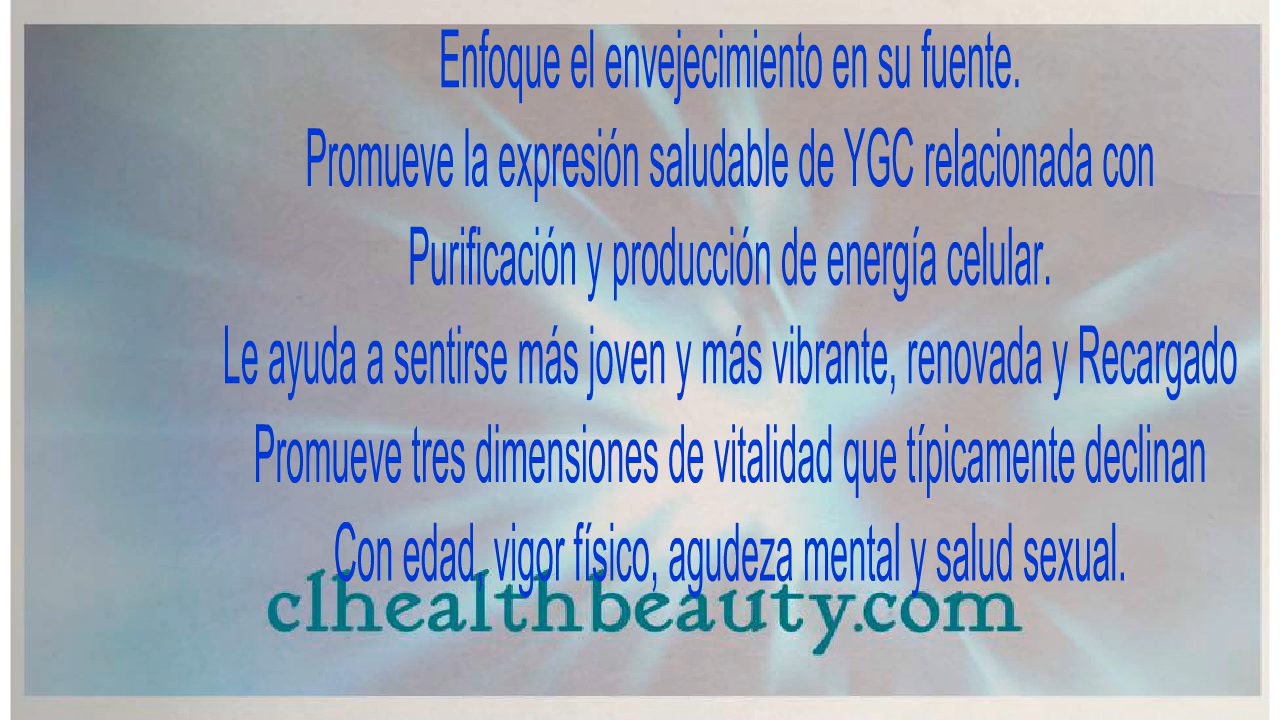 Enfoque el envejecimiento en su fuente.
Promueve la expresión saludable de YGC relacionada con
Purificación y producción de energía celular.
Le ayuda a sentirse más joven y más vibrante, renovada y Recargado
Promueve tres dimensiones de vitalidad que típicamente declinan
Con edad, vigor físico, agudeza mental y salud sexual.
clhealthbeauty.com